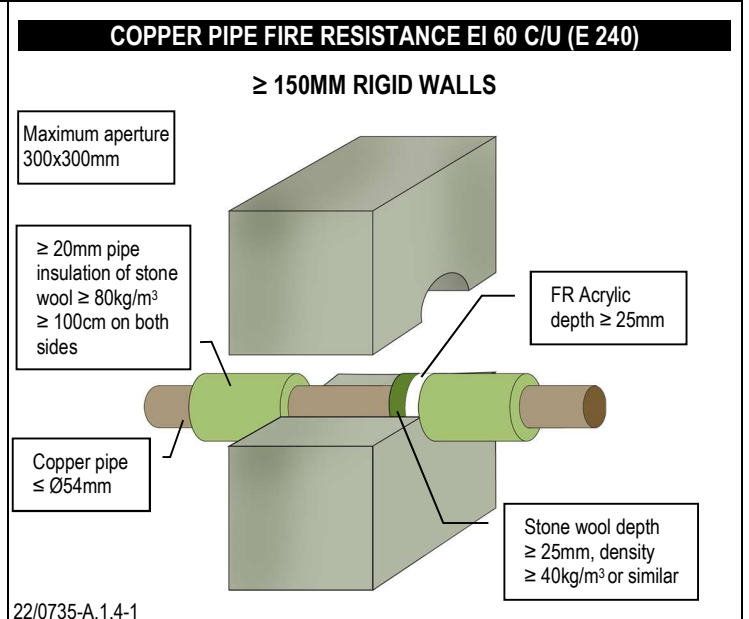 COPPER PIPE FIRE RESISTANCE EI 60 C/U (E 240)
≥ 150MM RIGID WALLS
Maximum aperture
300x300mm
≥ 20mm pipe
insulation of stone
wool ≥ 80kg/m³
≥ 100cm on both
sides
FR Acrylic
depth ≥ 25mm
Copper pipe
≤ Ø54mm
Stone wool depth
≥ 25mm, density
≥ 40kg/m³ or similar
22/0735-A.1.4-1